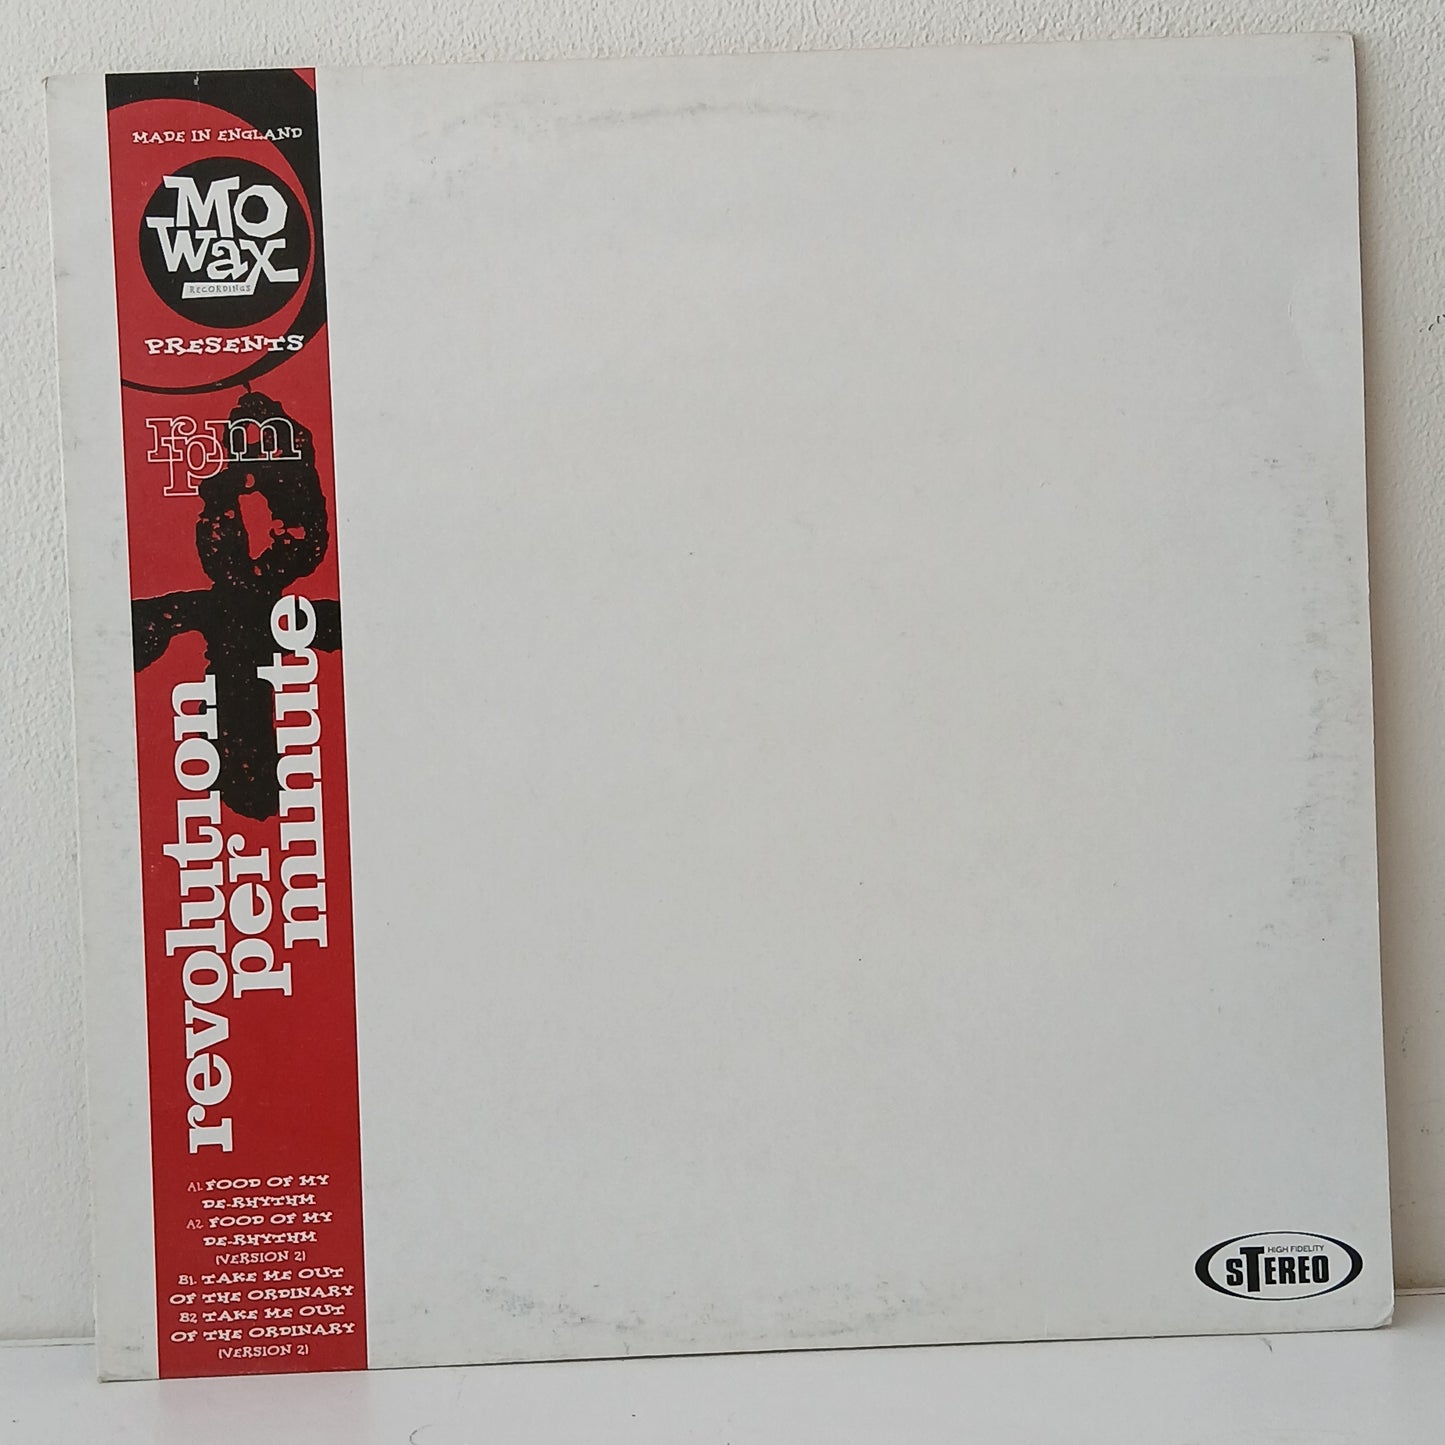 MADE IN ENGLAND
MO
WAX
RECORDINGS
PRESENTS
rpm
revolution
per
minute
A1. FOOD OF MY
DE-RHYTHM
A2. FOOD OF MY
DE-RHYTHM
(VERSION 2)
B1. TAKE ME OUT
OF THE ORDINARY
B2. TAKE ME OUT
OF THE ORDINARY
(VERSION 2)
HIGH FIDELITY
STEREO